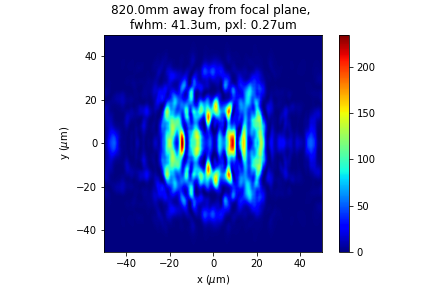 820.0mm away from focal plane,
fwhm: 41.3um, pxl: 0.27um
y (μm)
40
20
0
−20
−40
−40 −20 0 20 40
x (μm)
200
150
100
50
0